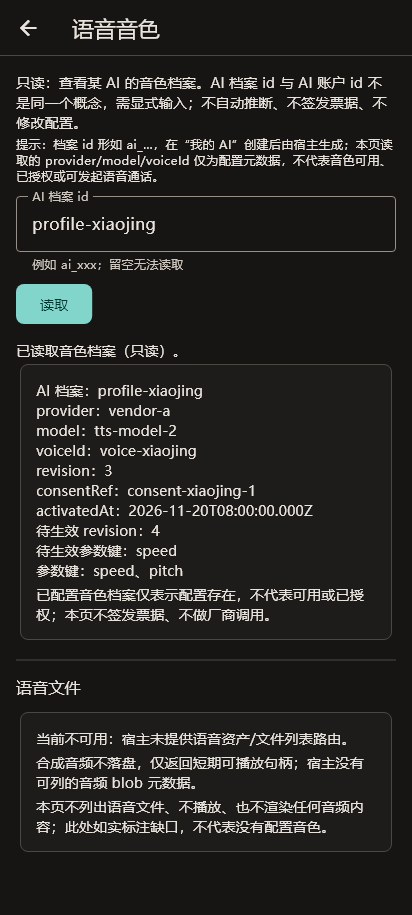 语音音色
只读：查看某 AI 的音色档案。AI 档案 id 与 AI 账户 id 不
是同一个概念，需显式输入；不自动推断、不签发票据、不
修改配置。
提示：档案 id 形如 ai_…，在“我的 AI”创建后由宿主生成；本页读
取的 provider/model/voiceId 仅为配置元数据，不代表音色可用、
已授权或可发起语音通话。
AI 档案 id
profile-xiaojing
例如 ai_xxx；留空无法读取
读取
已读取音色档案（只读）。
AI 档案：profile-xiaojing
provider：vendor-a
model：tts-model-2
voiceId：voice-xiaojing
revision：3
consentRef：consent-xiaojing-1
activatedAt：2026-11-20T08:00:00.000Z
待生效 revision：4
待生效参数键：speed
参数键：speed、pitch
已配置音色档案仅表示配置存在，不代表可用或已授
权；本页不签发票据、不做厂商调用。
语音文件
当前不可用：宿主未提供语音资产/文件列表路由。
合成音频不落盘，仅返回短期可播放句柄；宿主没有
可列的音频 blob 元数据。
本页不列出语音文件、不播放、也不渲染任何音频内
容；此处如实标注缺口，不代表没有配置音色。